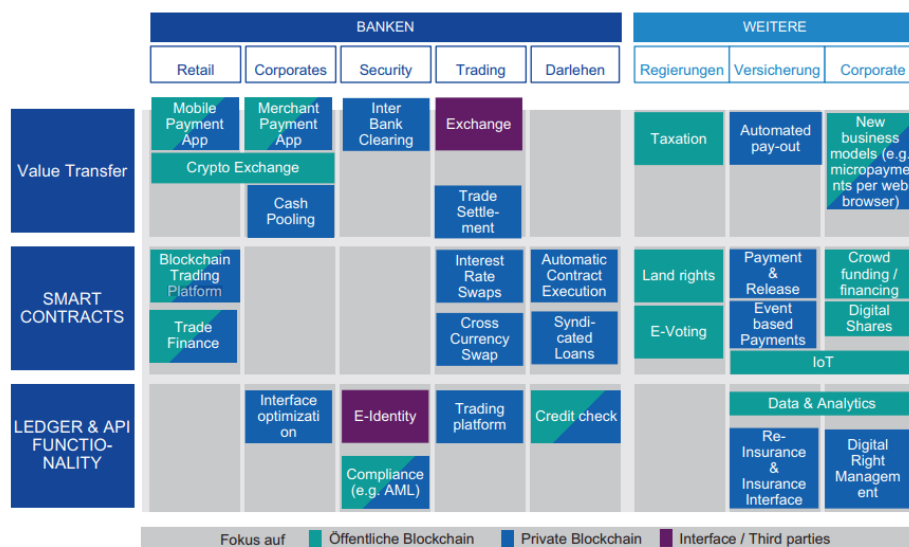 BANKEN
WEITERE
Retail
Corporates
Security
Trading
Darlehen
Regierungen
Versicherung
Corporate
Value Transfer
Mobile
Payment
App
Merchant
Payment
App
Inter
Bank
Clearing
Exchange
Taxation
Automated
pay-out
New
business
models (e.g.
micropayme
nts per web
browser)
Crypto Exchange
Cash
Pooling
Trade
Settle-
ment
SMART
CONTRACTS
Blockchain
Trading
Platform
Interest
Rate
Swaps
Automatic
Contract
Execution
Land rights
Payment
&
Release
Crowd
funding /
financing
Trade
Finance
Cross
Currency
Swap
Syndi-
cated
Loans
E-Voting
Event
based
Payments
Digital
Shares
IoT
LEDGER & API
FUNCTIO-
NALITY
Interface
optimizati
on
E-Identity
Trading
platform
Credit check
Data & Analytics
Compliance
(e.g. AML)
Re-
Insurance
&
Insurance
Interface
Digital
Right
Managem
ent
Fokus auf
Öffentliche Blockchain
Private Blockchain
Interface / Third parties